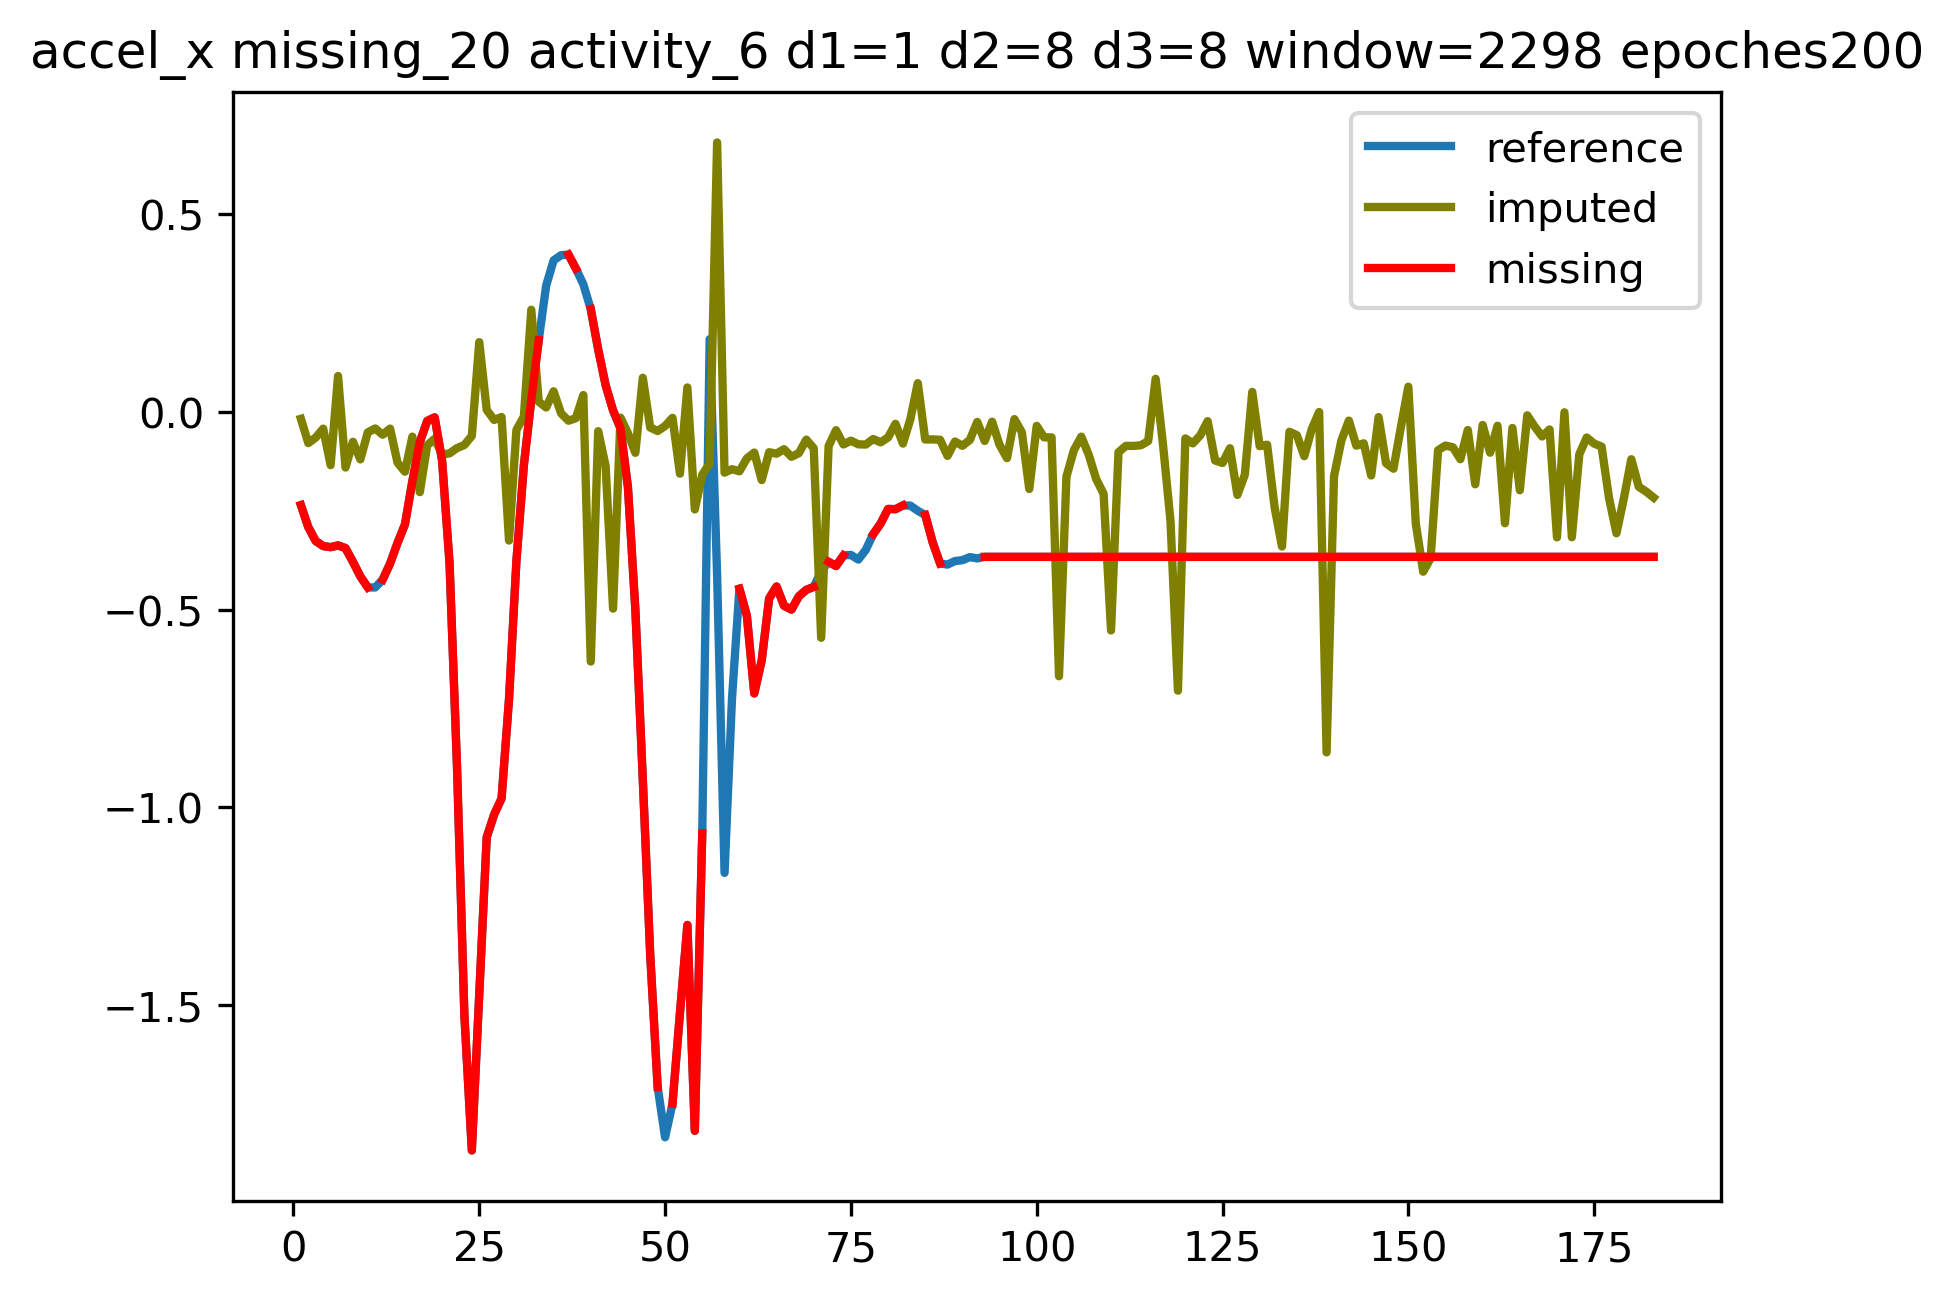 accel_x missing_20 activity_6 d1=1 d2=8 d3=8 window=2298 epoches200
reference
imputed
missing
0.5
0.0
−0.5
−1.0
−1.5
0 25 50 75 100 125 150 175